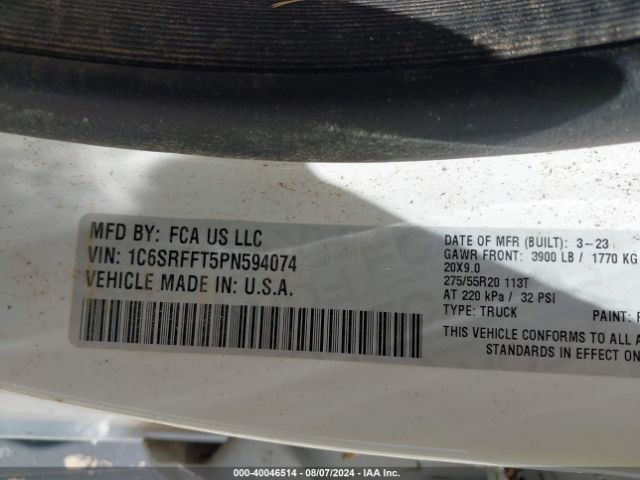 MFD BY: FCA US LLC
VIN: 1C6SRFFT5PN594074
VEHICLE MADE IN: U.S.A.
DATE OF MFR (BUILT): 3-23
GAWR FRONT: 3900 LB / 1770 KG
20X9.0
275/55R20 113T
AT 220 kPa / 32 PSI
TYPE: TRUCK PAINT:
THIS VEHICLE CONFORMS TO ALL A
STANDARDS IN EFFECT ON
000-40046514 - 08/07/2024 - IAA Inc.